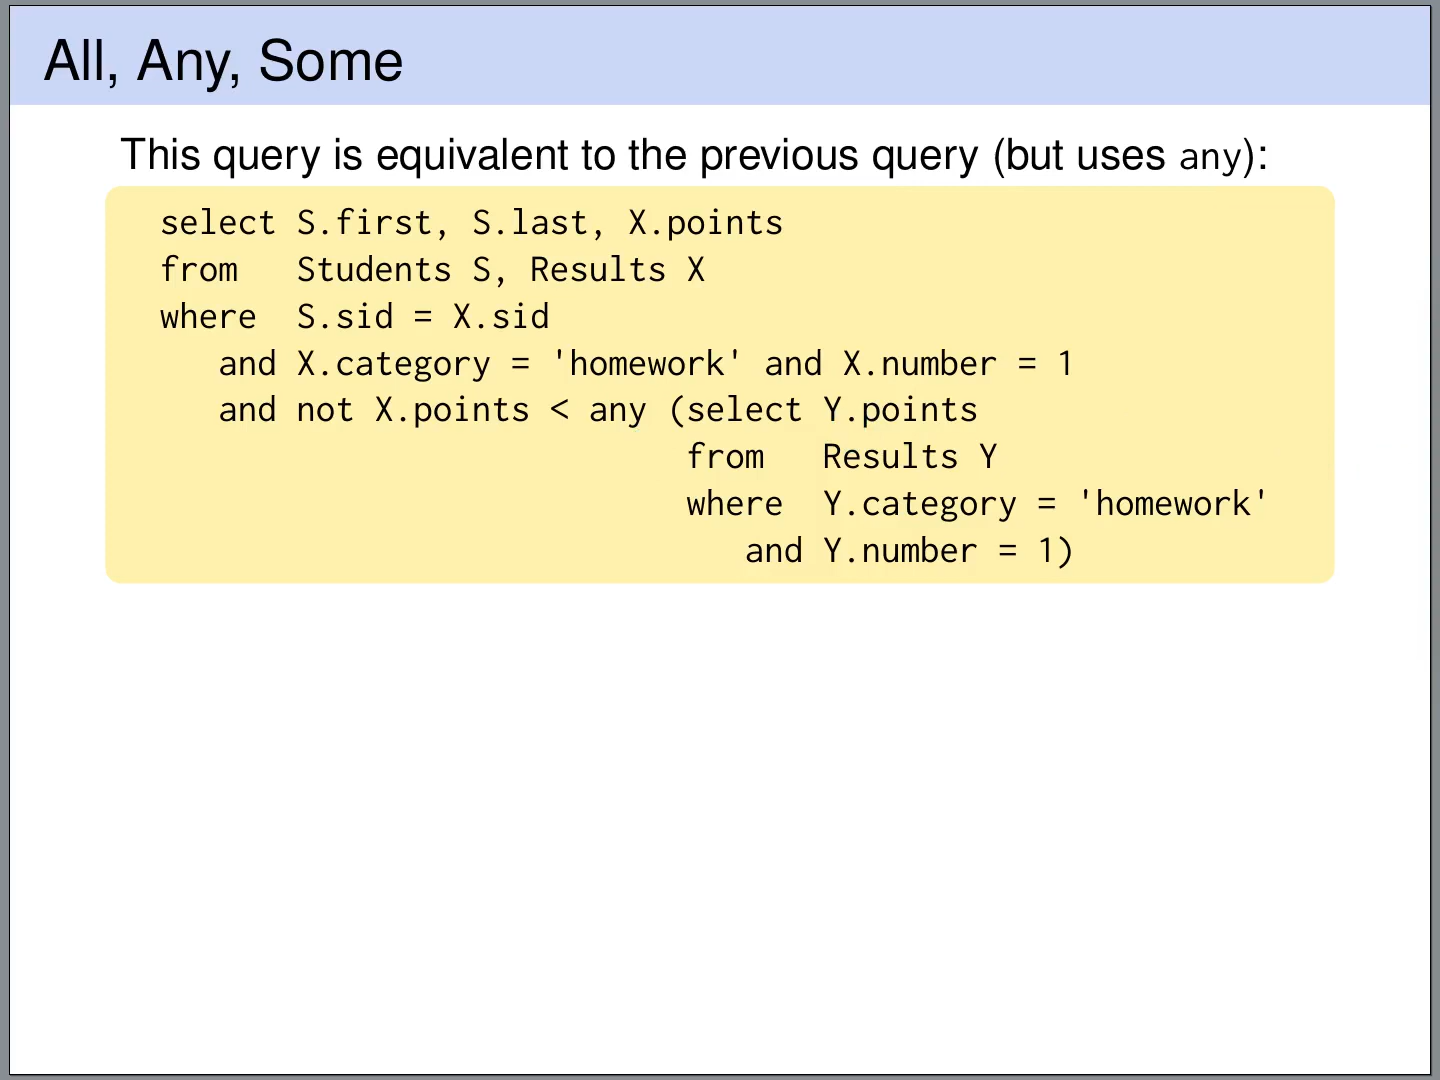 All, Any, Some
This query is equivalent to the previous query (but uses any):
select S.first, S.last, X.points
from   Students S, Results X
where  S.sid = X.sid
   and X.category = 'homework' and X.number = 1
   and not X.points < any (select Y.points
                           from   Results Y
                           where  Y.category = 'homework'
                              and Y.number = 1)